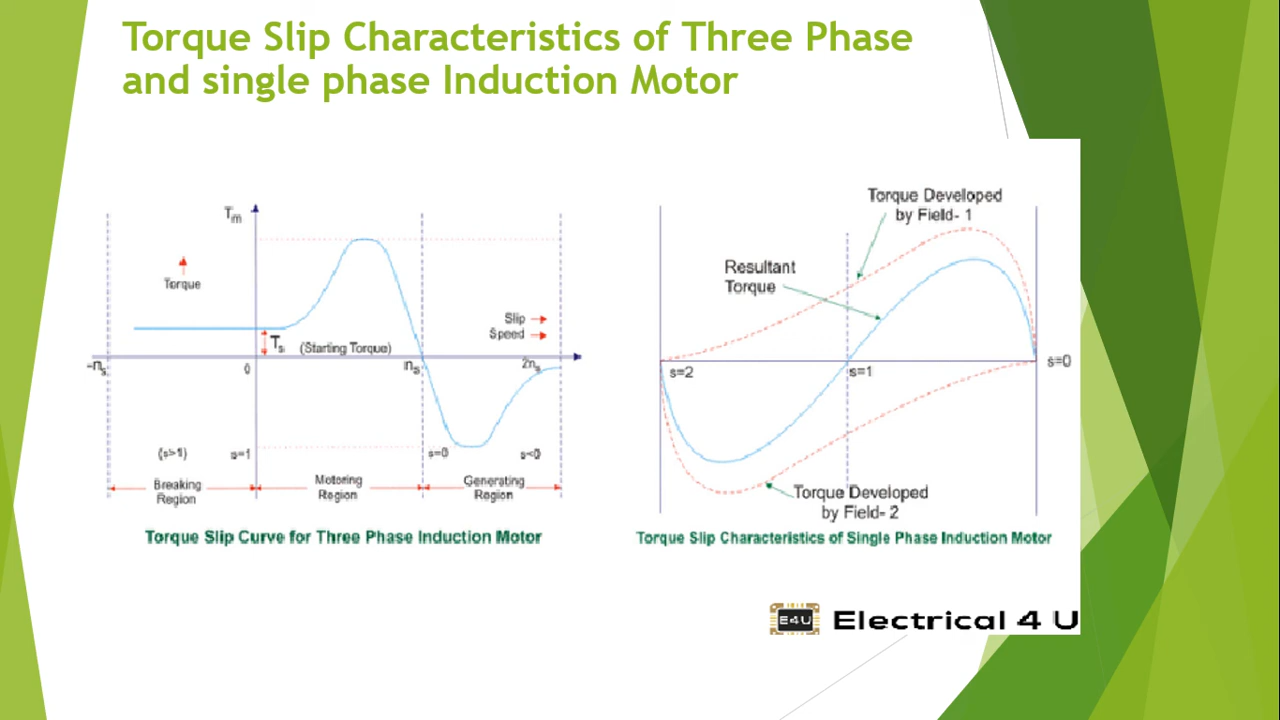 Torque Slip Characteristics of Three Phase
and single phase Induction Motor
Tm
Torque
Slip
Speed
Ts
(Starting Torque)
-ns
0
ns
2ns
(s>1)
s=1
s=0
s<0
Breaking
Region
Motoring
Region
Generating
Region
Torque Slip Curve for Three Phase Induction Motor
Torque Developed
by Field- 1
Resultant
Torque
s=2
s=1
s=0
Torque Developed
by Field- 2
Torque Slip Characteristics of Single Phase Induction Motor
E4U
Electrical 4 U